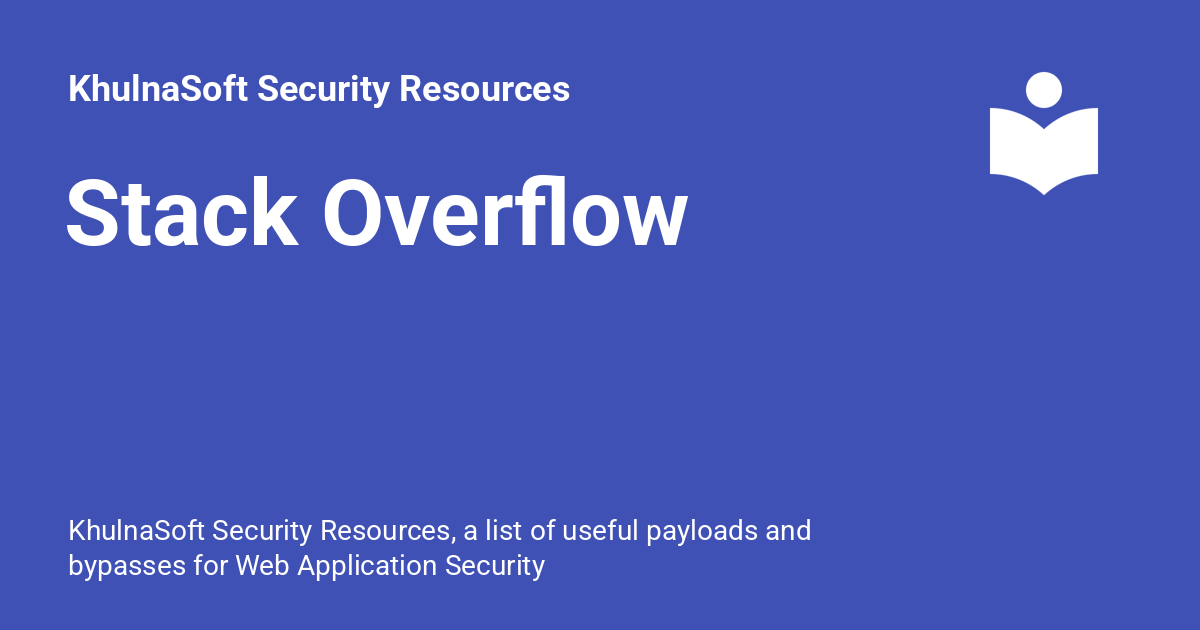 KhulnaSoft Security Resources
Stack Overflow
KhulnaSoft Security Resources, a list of useful payloads and
bypasses for Web Application Security